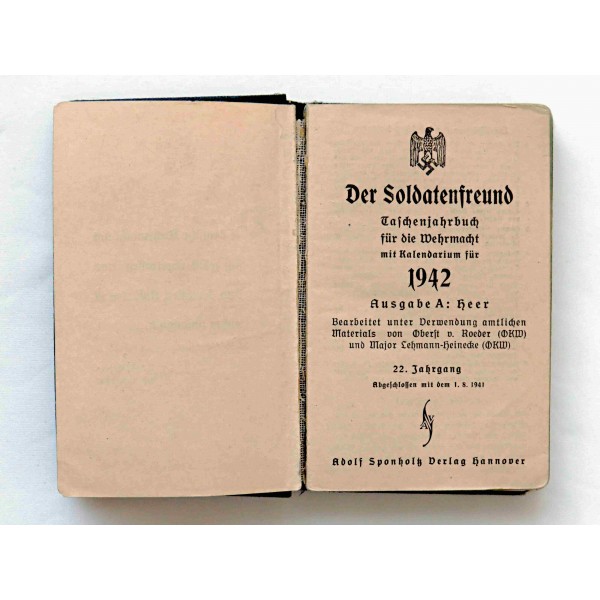 Der Soldatenfreund
Taschenjahrbuch
für die Wehrmacht
mit Kalendarium für
1942
Ausgabe A: Heer
Bearbeitet unter Verwendung amtlichen
Materials von Oberst v. Roeder (OKW)
und Major Lehmann-Heinecke (OKW)
22. Jahrgang
Abgeschlossen mit dem 1. 8. 1941
Adolf Sponholtz Verlag Hannover